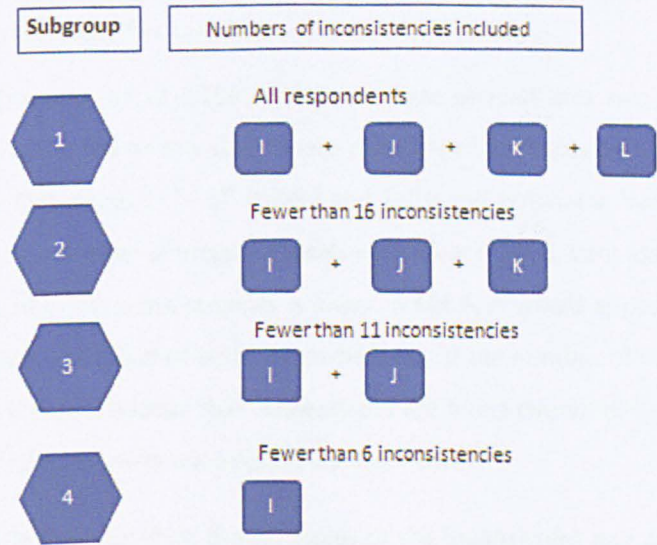 Subgroup Numbers of inconsistencies included
All respondents
1 I + J + K + L
Fewer than 16 inconsistencies
2 I + J + K
Fewer than 11 inconsistencies
3 I + J
Fewer than 6 inconsistencies
4 I